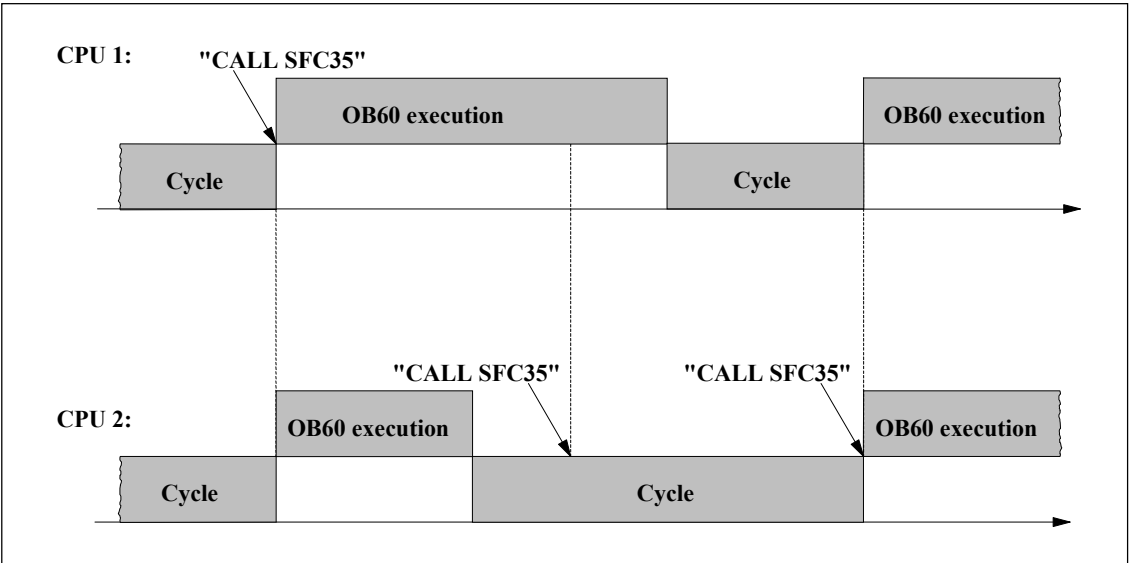 CPU 1:
"CALL SFC35"
OB60 execution
OB60 execution
Cycle
Cycle
"CALL SFC35"
"CALL SFC35"
CPU 2:
OB60 execution
OB60 execution
Cycle
Cycle